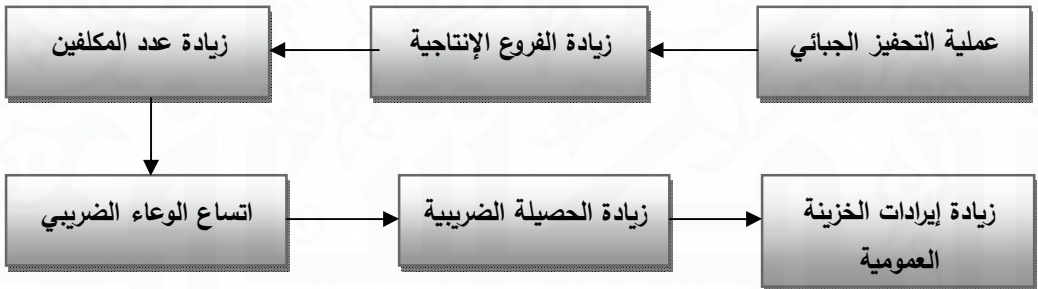 عملية التحفيز الجبائي
زيادة الفروع الإنتاجية
زيادة عدد المكلفين
اتساع الوعاء الضريبي
زيادة الحصيلة الضريبية
زيادة إيرادات الخزينة
العمومية